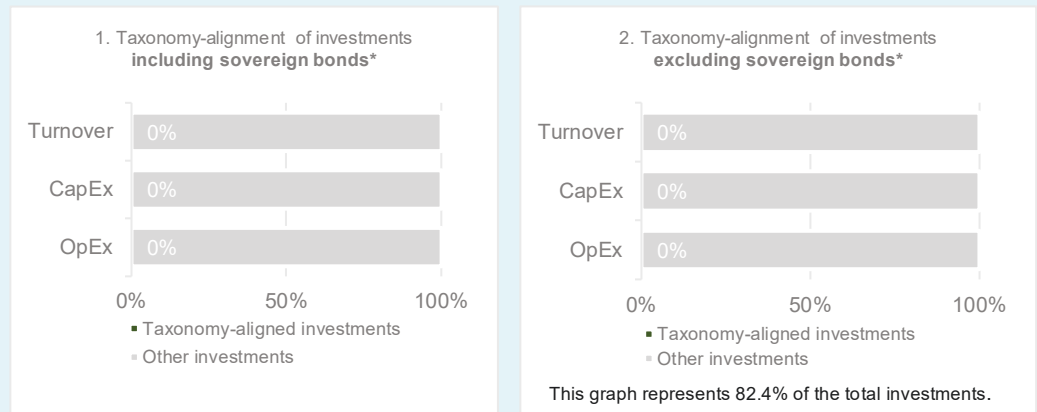 1. Taxonomy-alignment of investments
including sovereign bonds*
Turnover 0%
CapEx 0%
OpEx 0%
0% 50% 100%
Taxonomy-aligned investments
Other investments
2. Taxonomy-alignment of investments
excluding sovereign bonds*
Turnover 0%
CapEx 0%
OpEx 0%
0% 50% 100%
Taxonomy-aligned investments
Other investments
This graph represents 82.4% of the total investments.